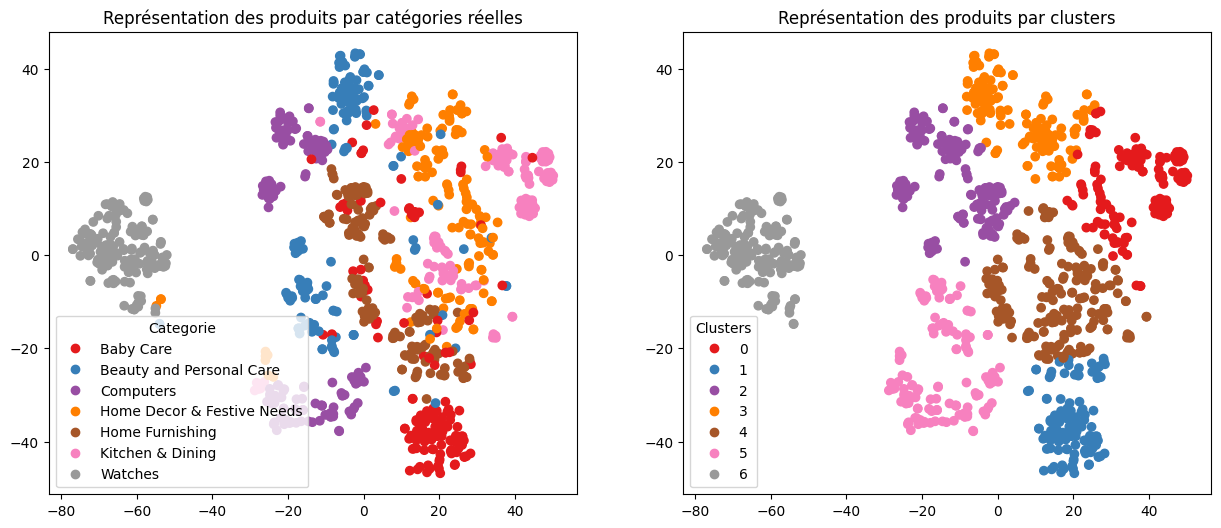 Représentation des produits par catégories réelles
40
20
0
−20
−40
−80
−60
−40
−20
0
20
40
Categorie
Baby Care
Beauty and Personal Care
Computers
Home Decor & Festive Needs
Home Furnishing
Kitchen & Dining
Watches
Représentation des produits par clusters
40
20
0
−20
−40
−80
−60
−40
−20
0
20
40
Clusters
0
1
2
3
4
5
6